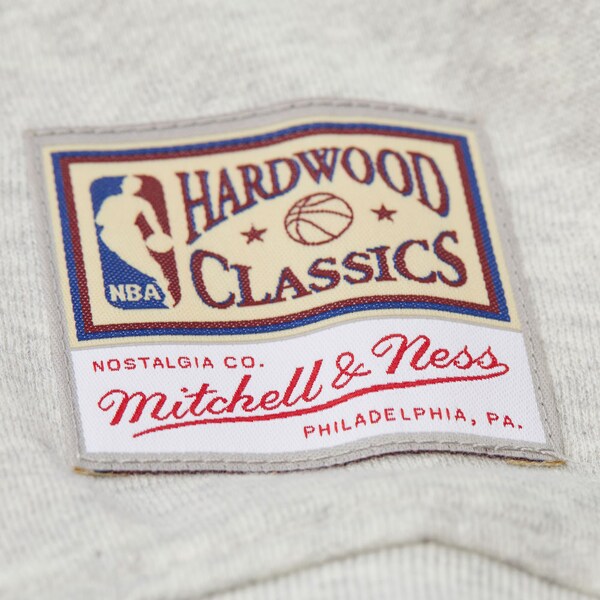 HARDWOOD
CLASSICS
NBA
NOSTALGIA CO.
Mitchell & Ness
PHILADELPHIA, PA.